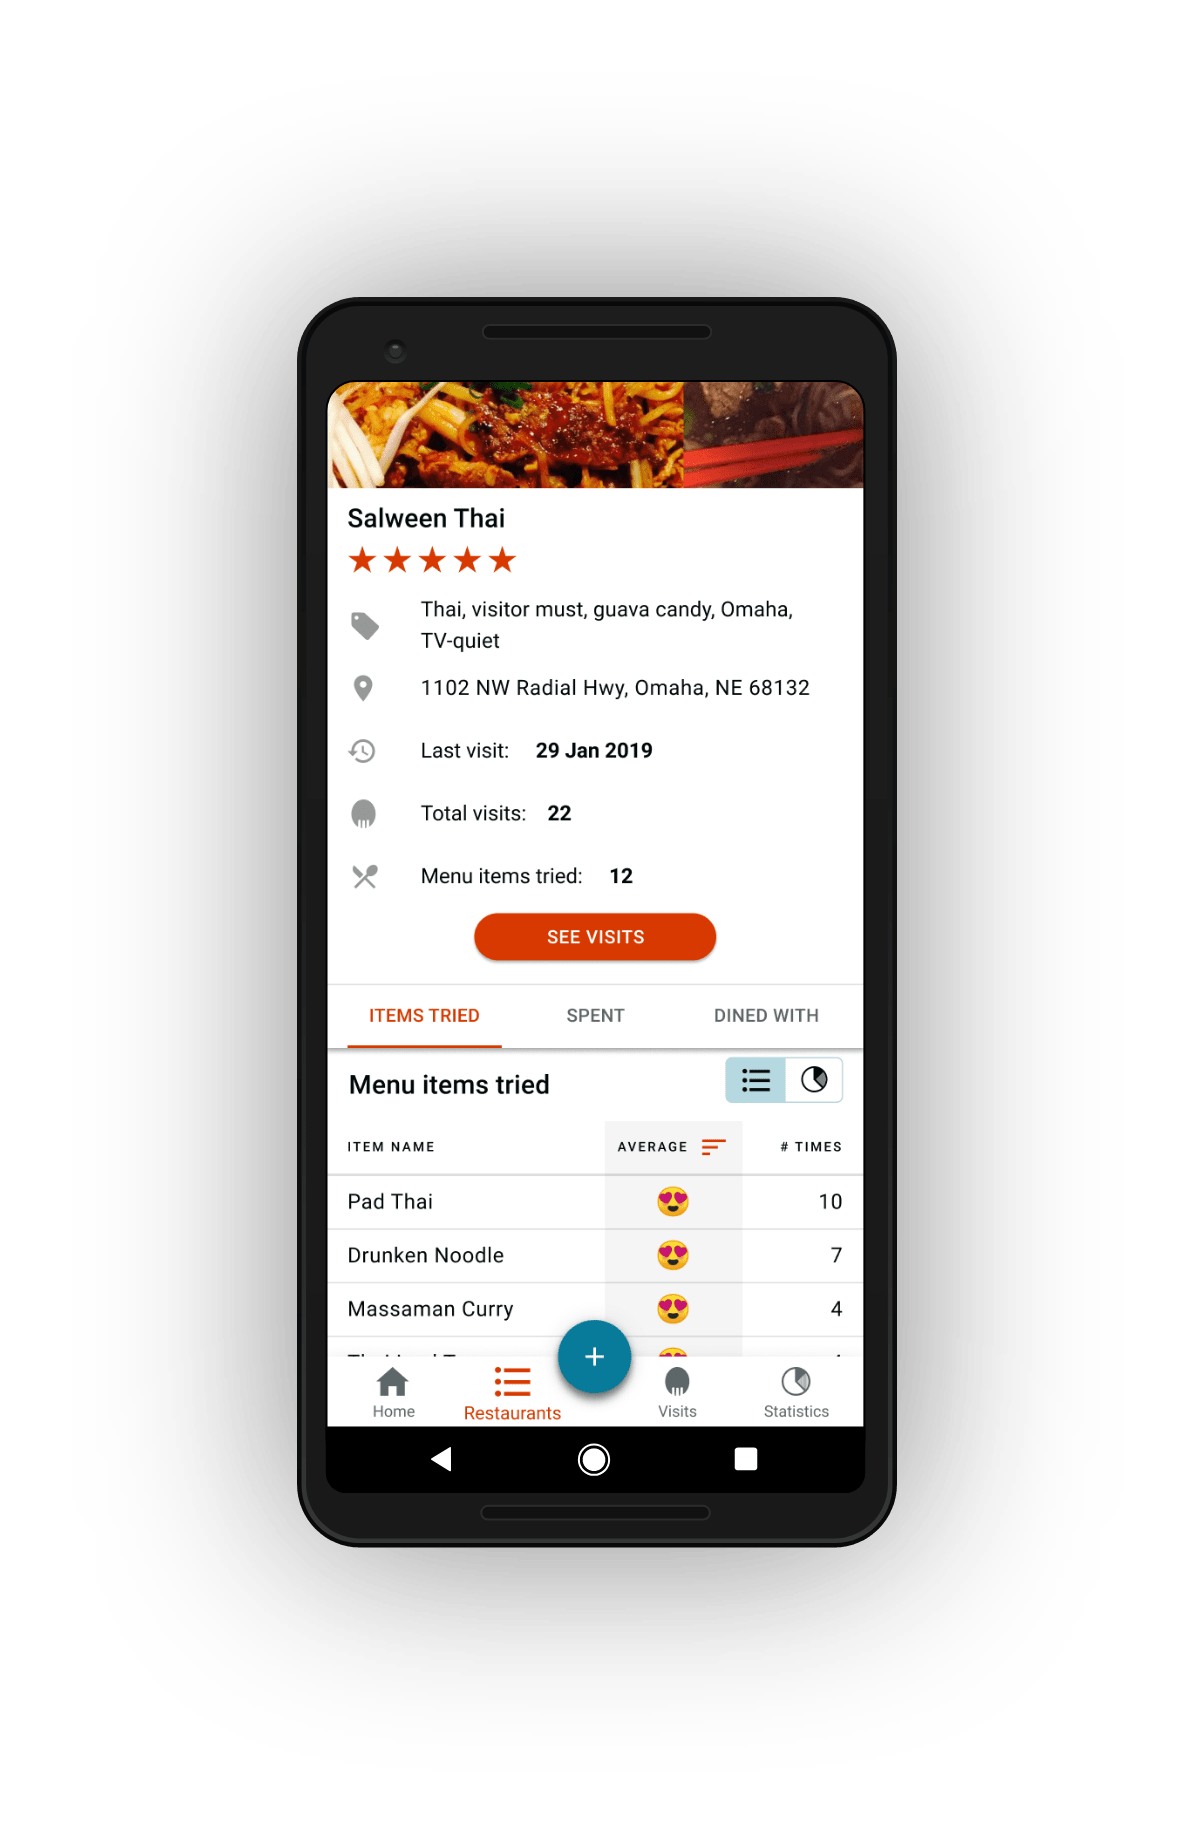 Salween Thai
Thai, visitor must, guava candy, Omaha,
TV-quiet
1102 NW Radial Hwy, Omaha, NE 68132
Last visit: 29 Jan 2019
Total visits: 22
Menu items tried: 12
SEE VISITS
ITEMS TRIED SPENT DINED WITH
Menu items tried
ITEM NAME AVERAGE # TIMES
Pad Thai 10
Drunken Noodle 7
Massaman Curry 4
+
Home Restaurants Visits Statistics